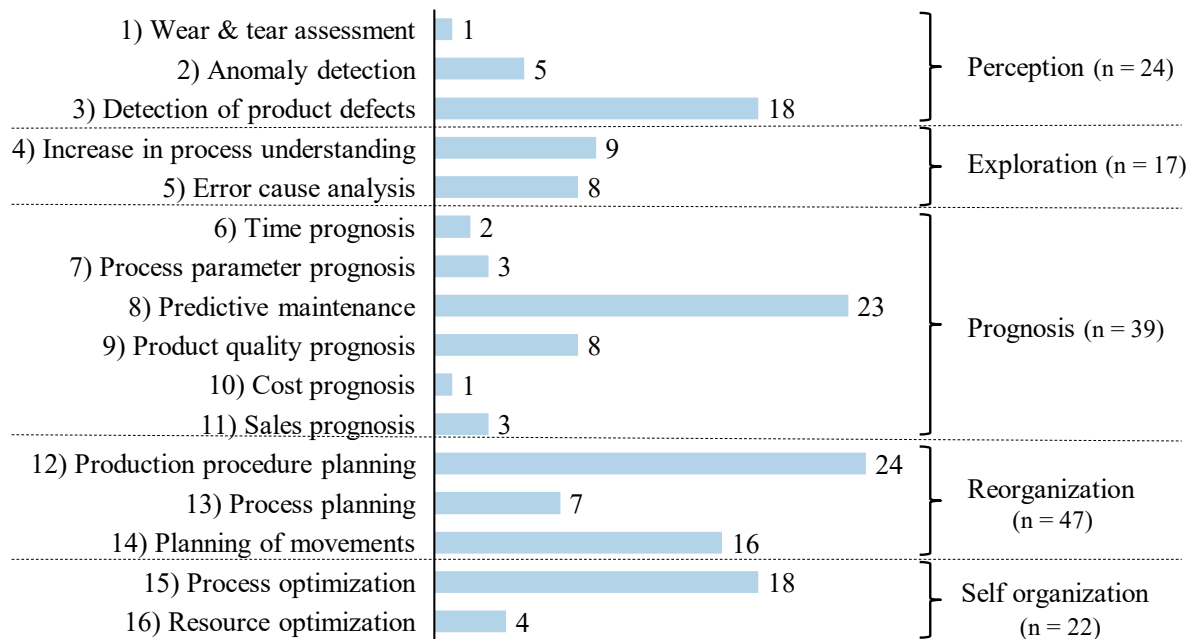 1) Wear & tear assessment 1
2) Anomaly detection 5
Perception (n = 24)
3) Detection of product defects 18
4) Increase in process understanding 9
Exploration (n = 17)
5) Error cause analysis 8
6) Time prognosis 2
7) Process parameter prognosis 3
8) Predictive maintenance 23
Prognosis (n = 39)
9) Product quality prognosis 8
10) Cost prognosis 1
11) Sales prognosis 3
12) Production procedure planning 24
13) Process planning 7
Reorganization
(n = 47)
14) Planning of movements 16
15) Process optimization 18
Self organization
(n = 22)
16) Resource optimization 4